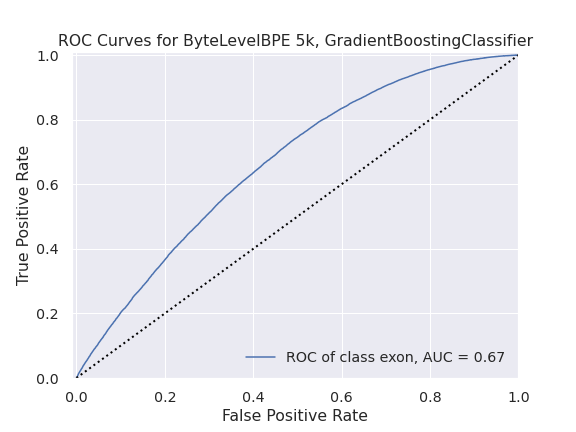 ROC Curves for ByteLevelBPE 5k, GradientBoostingClassifier
1.0
0.8
0.6
0.4
0.2
0.0
True Positive Rate
ROC of class exon, AUC = 0.67
0.0 0.2 0.4 0.6 0.8 1.0
False Positive Rate